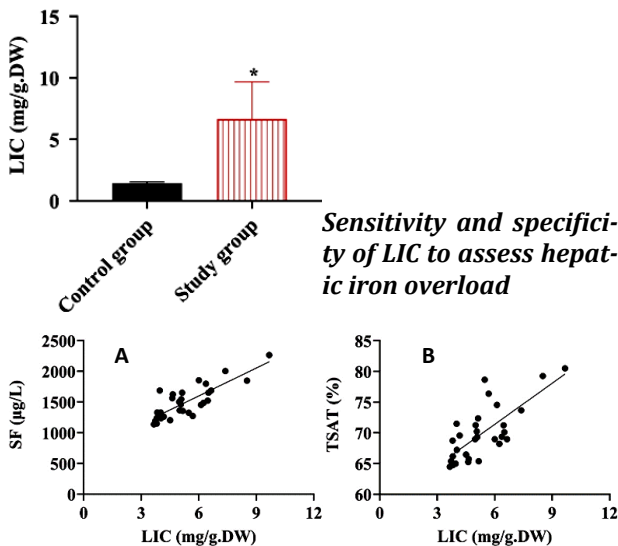 15
10
5
0
LIC (mg/g.DW)
*
Control group
Study group
Sensitivity and specifici-
ty of LIC to assess hepat-
ic iron overload
A
2500
2000
1500
1000
500
0
SF (µg/L)
0 3 6 9 12
LIC (mg/g.DW)
B
85
80
75
70
65
60
TSAT (%)
0 3 6 9 12
LIC (mg/g.DW)